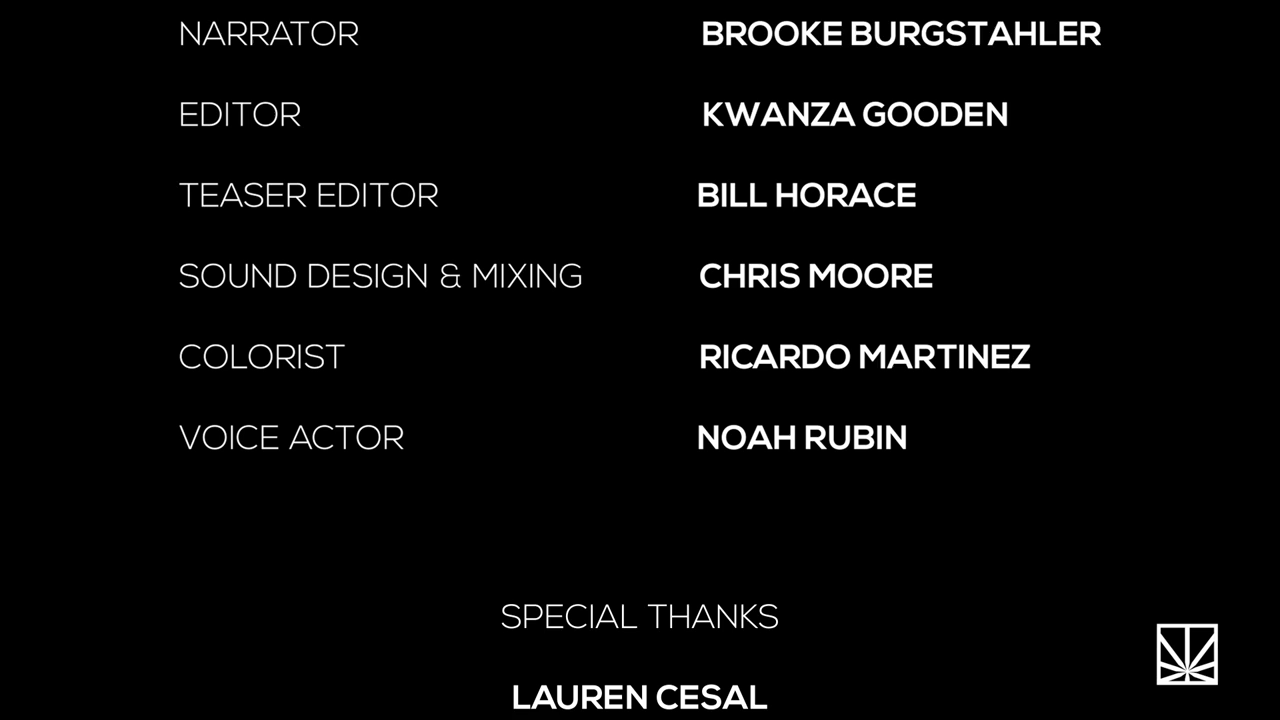 NARRATOR BROOKE BURGSTAHLER
EDITOR KWANZA GOODEN
TEASER EDITOR BILL HORACE
SOUND DESIGN & MIXING CHRIS MOORE
COLORIST RICARDO MARTINEZ
VOICE ACTOR NOAH RUBIN
SPECIAL THANKS
LAUREN CESAL